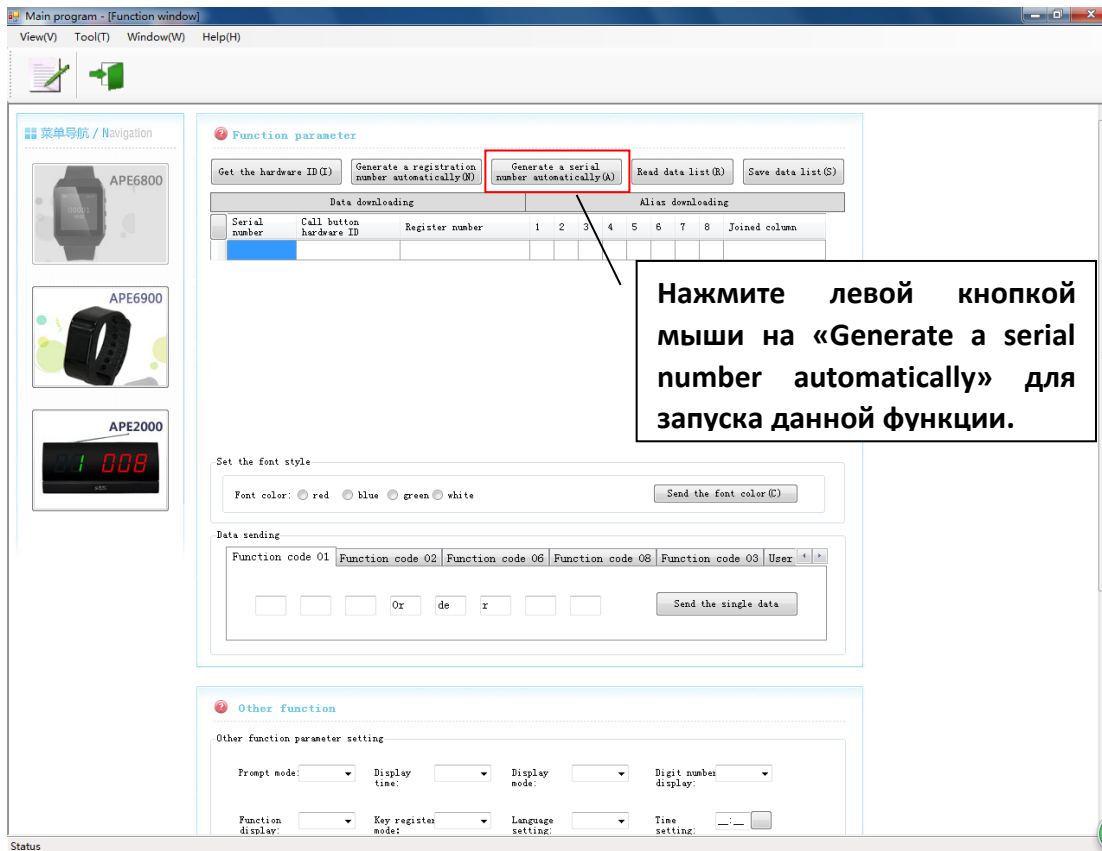 Main program - [Function window]
View(V) Tool(T) Window(W) Help(H)
菜单导航 / Navigation
APE6800
APE6900
APE2000
1 008
Function parameter
Get the hardware ID(I)
Generate a registration
number automatically(N)
Generate a serial
number automatically(A)
Read data list(R)
Save data list(S)
Data downloading
Alias downloading
Serial
number
Call button
hardware ID
Register number
1 2 3 4 5 6 7 8
Joined column
Нажмите левой кнопкой
мыши на «Generate a serial
number automatically» для
запуска данной функции.
Set the font style
Font color: red blue green white
Send the font color(C)
Data sending
Function code 01 Function code 02 Function code 06 Function code 08 Function code 03 User
Or de r
Send the single data
Other function
Other function parameter setting
Prompt mode:
Display
time:
Display
mode:
Digit number
display:
Function
display:
Key register
mode:
Language
setting:
Time
setting:
__:__
Status